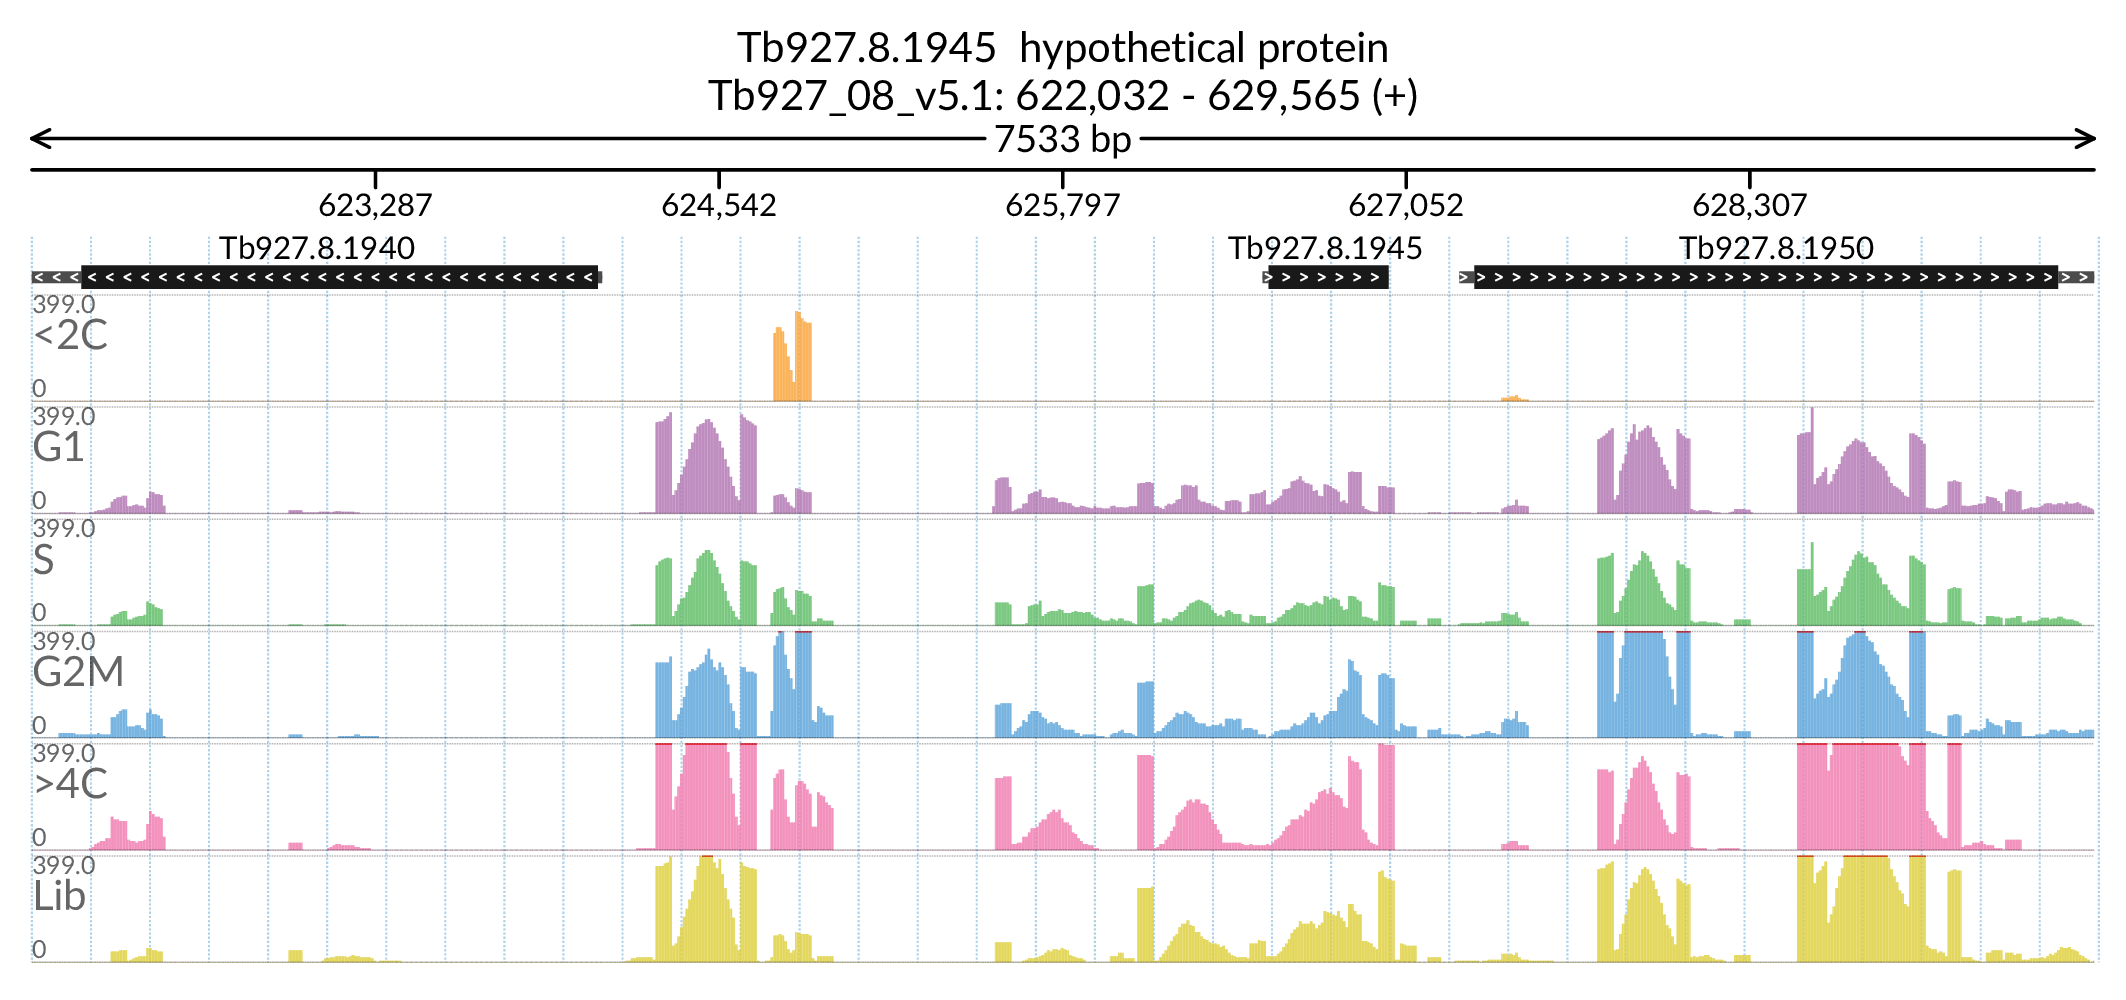 Tb927.8.1945 hypothetical protein
Tb927_08_v5.1: 622,032 - 629,565 (+)
7533 bp
623,287 624,542 625,797 627,052 628,307
Tb927.8.1940 Tb927.8.1945 Tb927.8.1950
399.0
<2C
0
399.0
G1
0
399.0
S
0
399.0
G2M
0
399.0
>4C
0
399.0
Lib
0